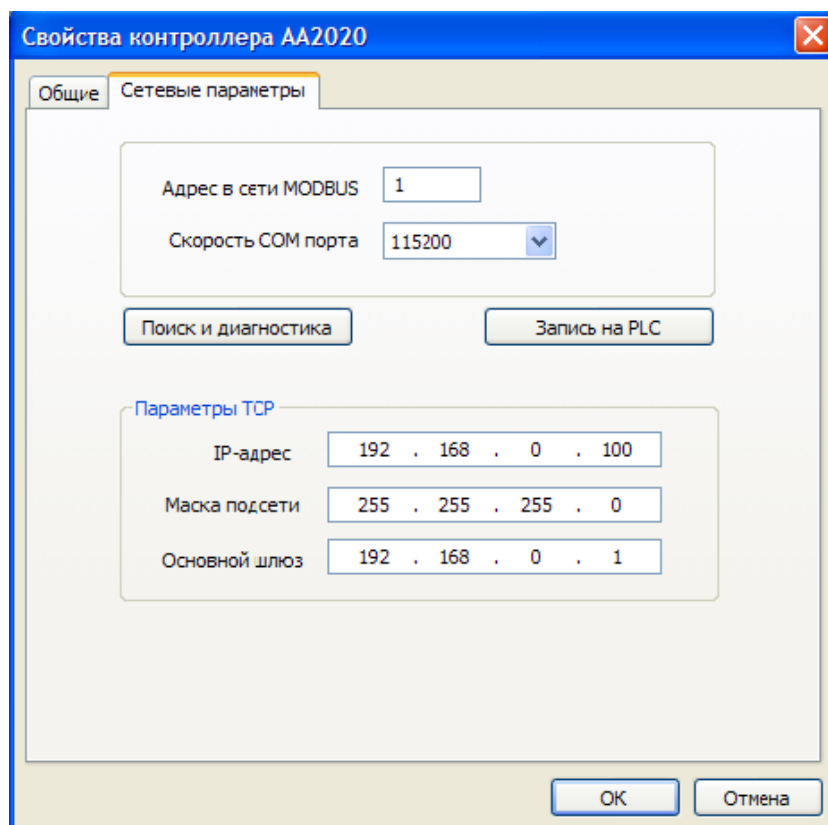 Свойства контроллера AA2020
Общие Сетевые параметры
Адрес в сети MODBUS 1
Скорость COM порта 115200
Поиск и диагностика Запись на PLC
Параметры TCP
IP-адрес 192 . 168 . 0 . 100
Маска подсети 255 . 255 . 255 . 0
Основной шлюз 192 . 168 . 0 . 1
OK Отмена